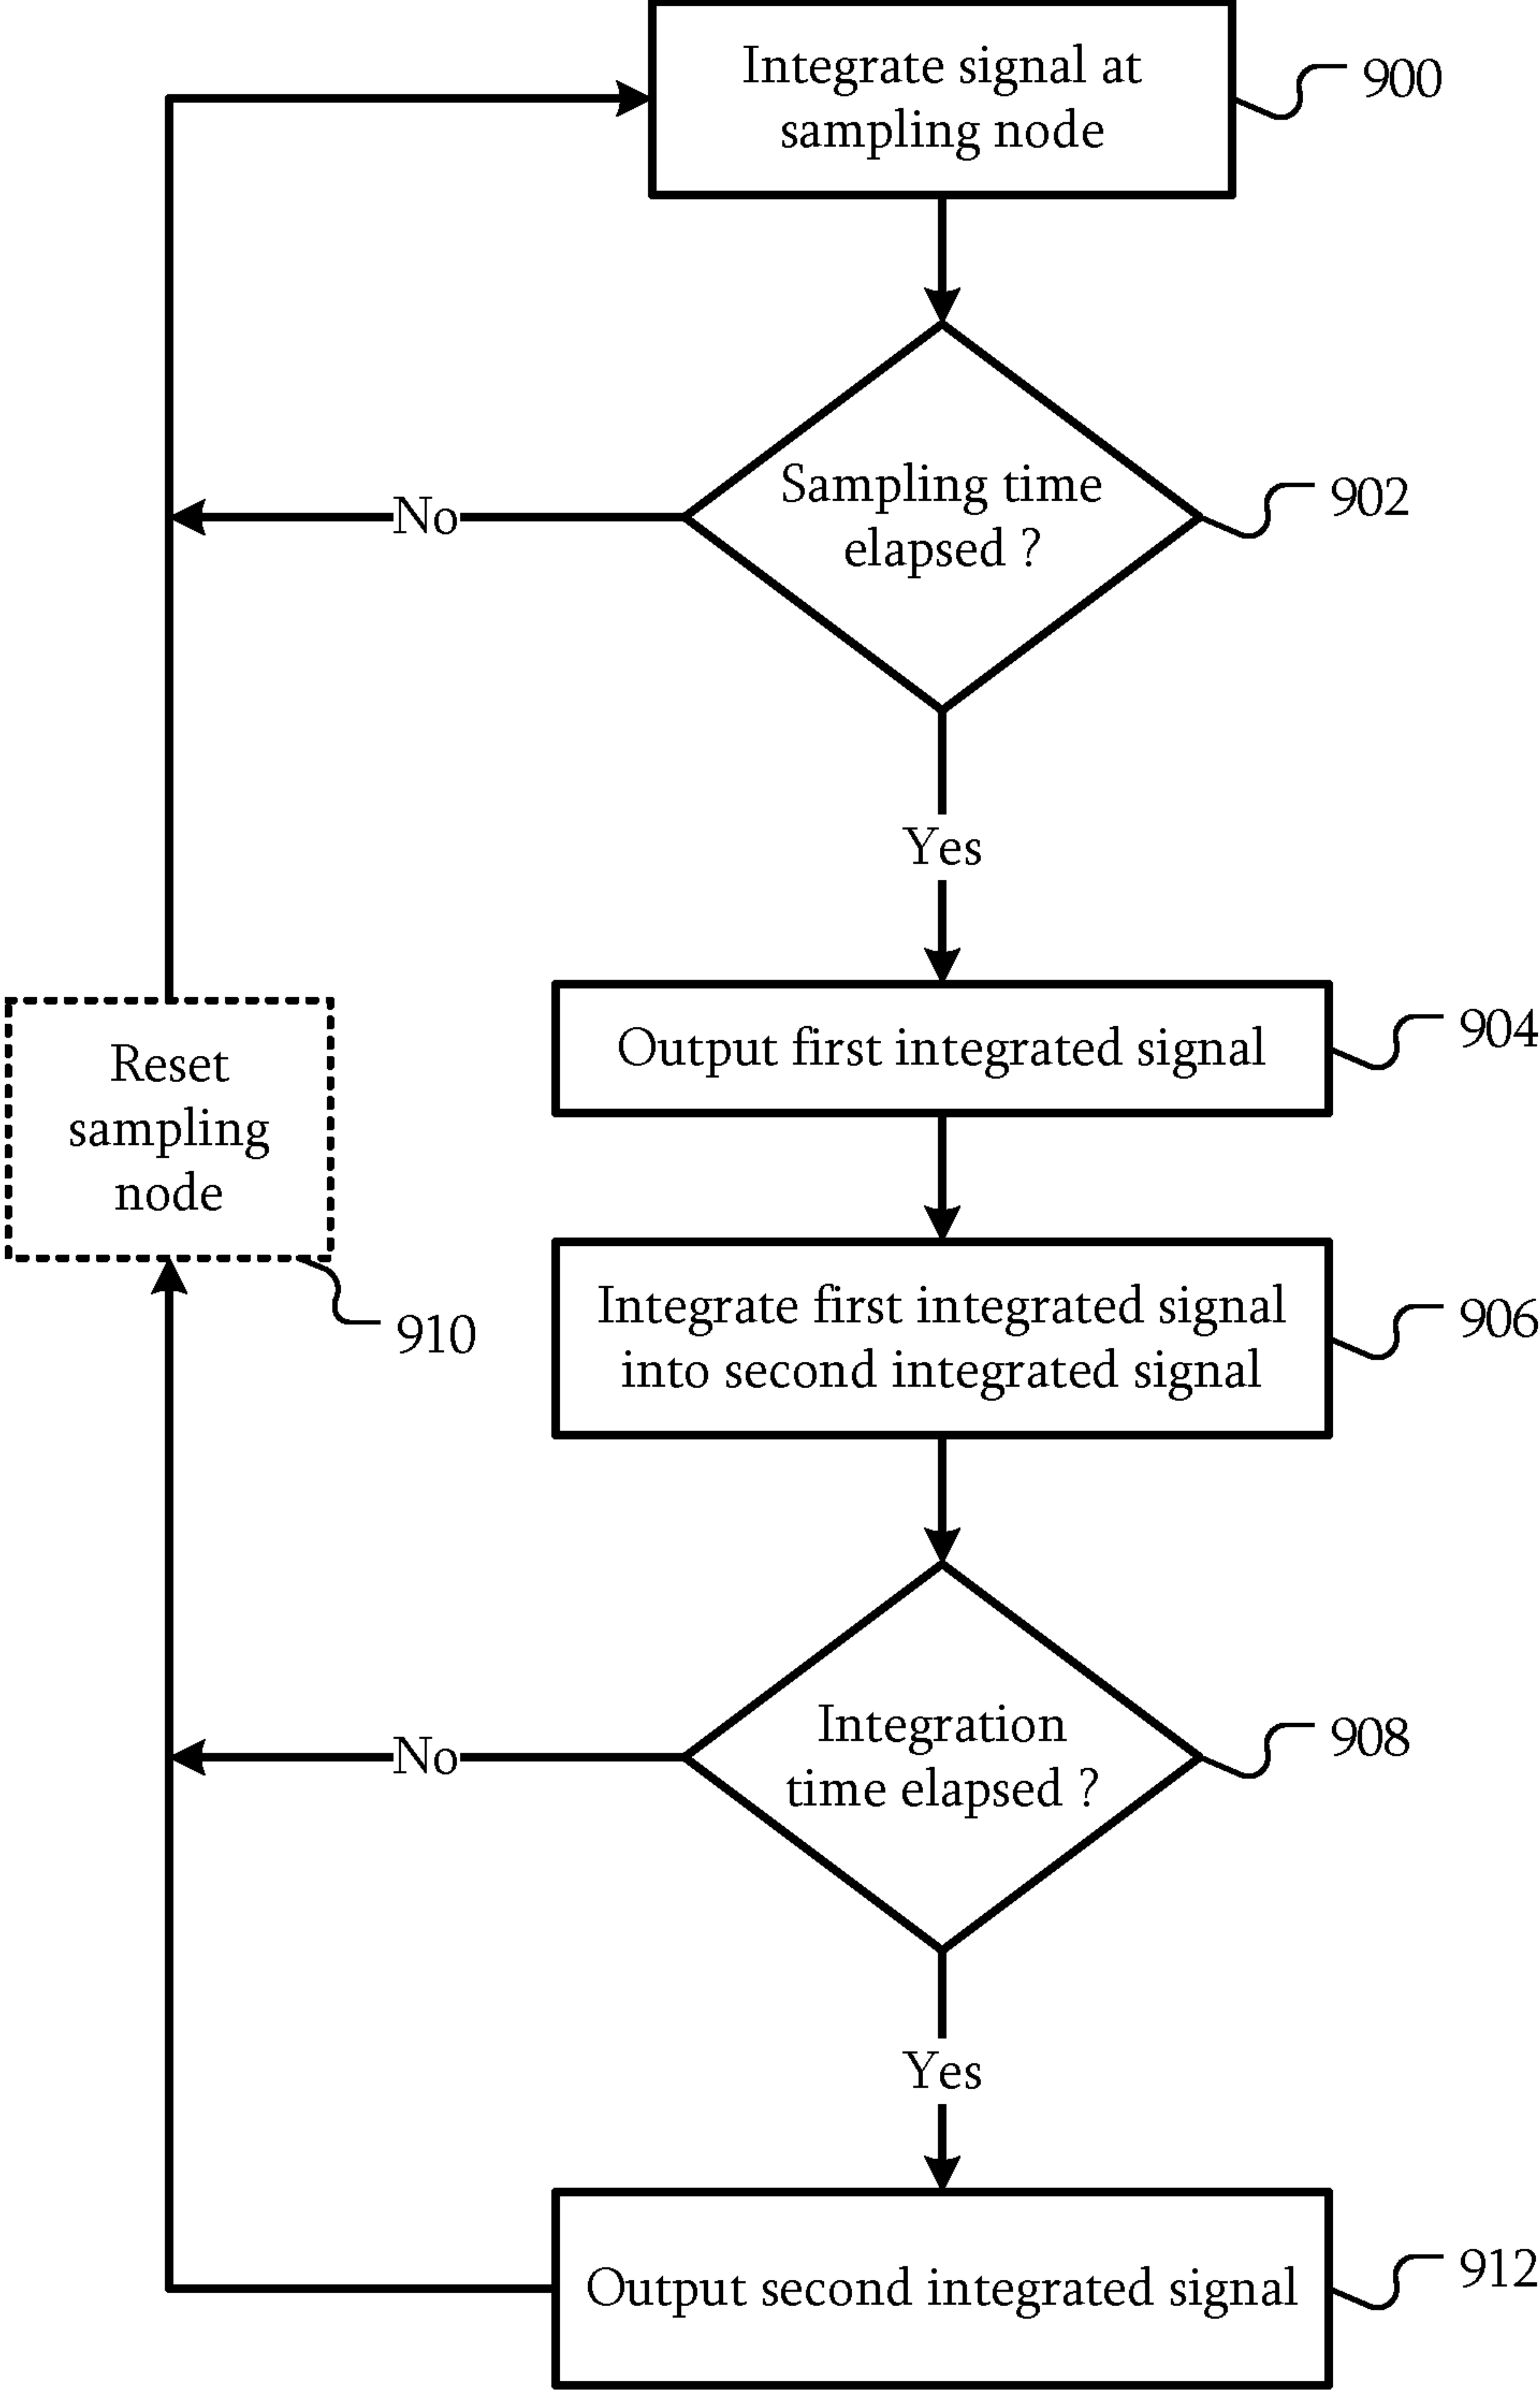 Integrate signal at
sampling node
900
Sampling time
elapsed ?
902
No
Yes
Output first integrated signal
904
Reset
sampling
node
910
Integrate first integrated signal
into second integrated signal
906
Integration
time elapsed ?
908
No
Yes
Output second integrated signal
912